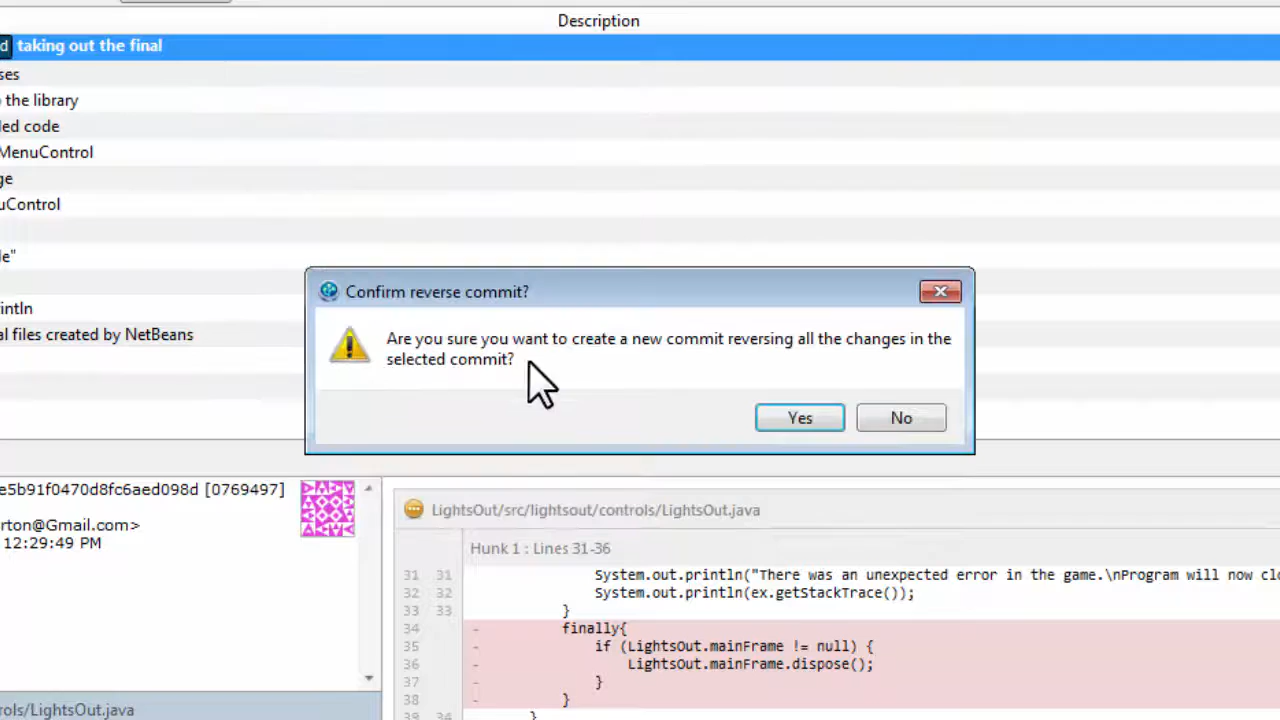 Description
d taking out the final
ses
the library
led code
MenuControl
ge
uControl
le"
rintln
al files created by NetBeans
Confirm reverse commit?
Are you sure you want to create a new commit reversing all the changes in the
selected commit?
Yes No
e5b91f0470d8fc6aed098d [0769497]
rton@Gmail.com>
12:29:49 PM
rols/LightsOut.java
LightsOut/src/lightsout/controls/LightsOut.java
Hunk 1 : Lines 31-36
31 31 System.out.println("There was an unexpected error in the game.\nProgram will now clo
32 32 System.out.println(ex.getStackTrace());
33 33 }
34 - finally{
35 - if (LightsOut.mainFrame != null) {
36 - LightsOut.mainFrame.dispose();
37 - }
38 - }
39 34 }